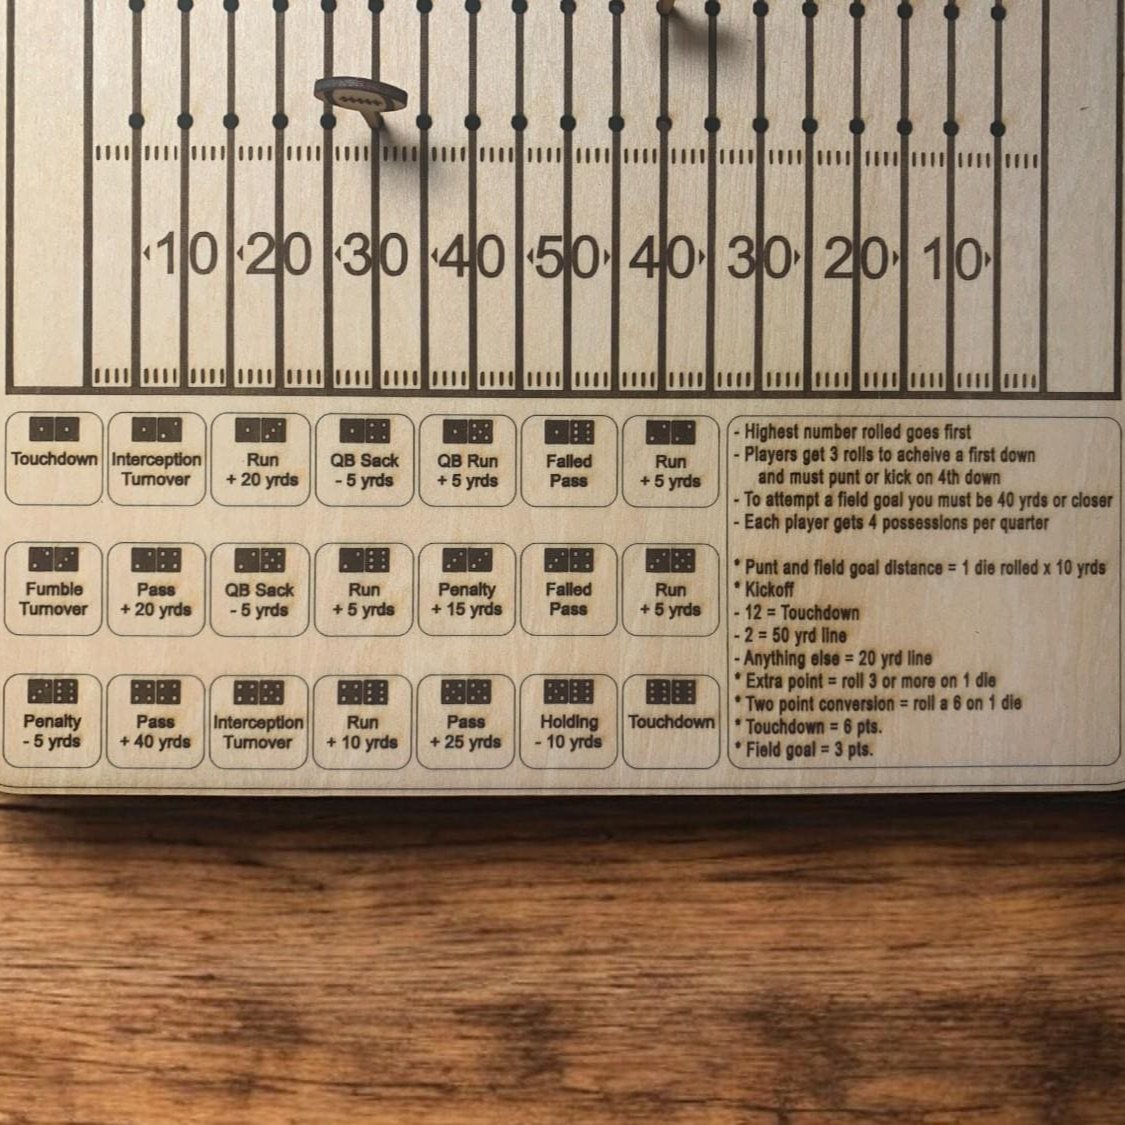 10 20 30 40 50 40 30 20 10
Touchdown
Interception
Turnover
Run
+ 20 yrds
QB Sack
- 5 yrds
QB Run
+ 5 yrds
Failed
Pass
Run
+ 5 yrds
Fumble
Turnover
Pass
+ 20 yrds
QB Sack
- 5 yrds
Run
+ 5 yrds
Penalty
+ 15 yrds
Failed
Pass
Run
+ 5 yrds
Penalty
- 5 yrds
Pass
+ 40 yrds
Interception
Turnover
Run
+ 10 yrds
Pass
+ 25 yrds
Holding
- 10 yrds
Touchdown
- Highest number rolled goes first
- Players get 3 rolls to acheive a first down
and must punt or kick on 4th down
- To attempt a field goal you must be 40 yrds or closer
- Each player gets 4 possessions per quarter
* Punt and field goal distance = 1 die rolled x 10 yrds
* Kickoff
- 12 = Touchdown
- 2 = 50 yrd line
- Anything else = 20 yrd line
* Extra point = roll 3 or more on 1 die
* Two point conversion = roll a 6 on 1 die
* Touchdown = 6 pts.
* Field goal = 3 pts.